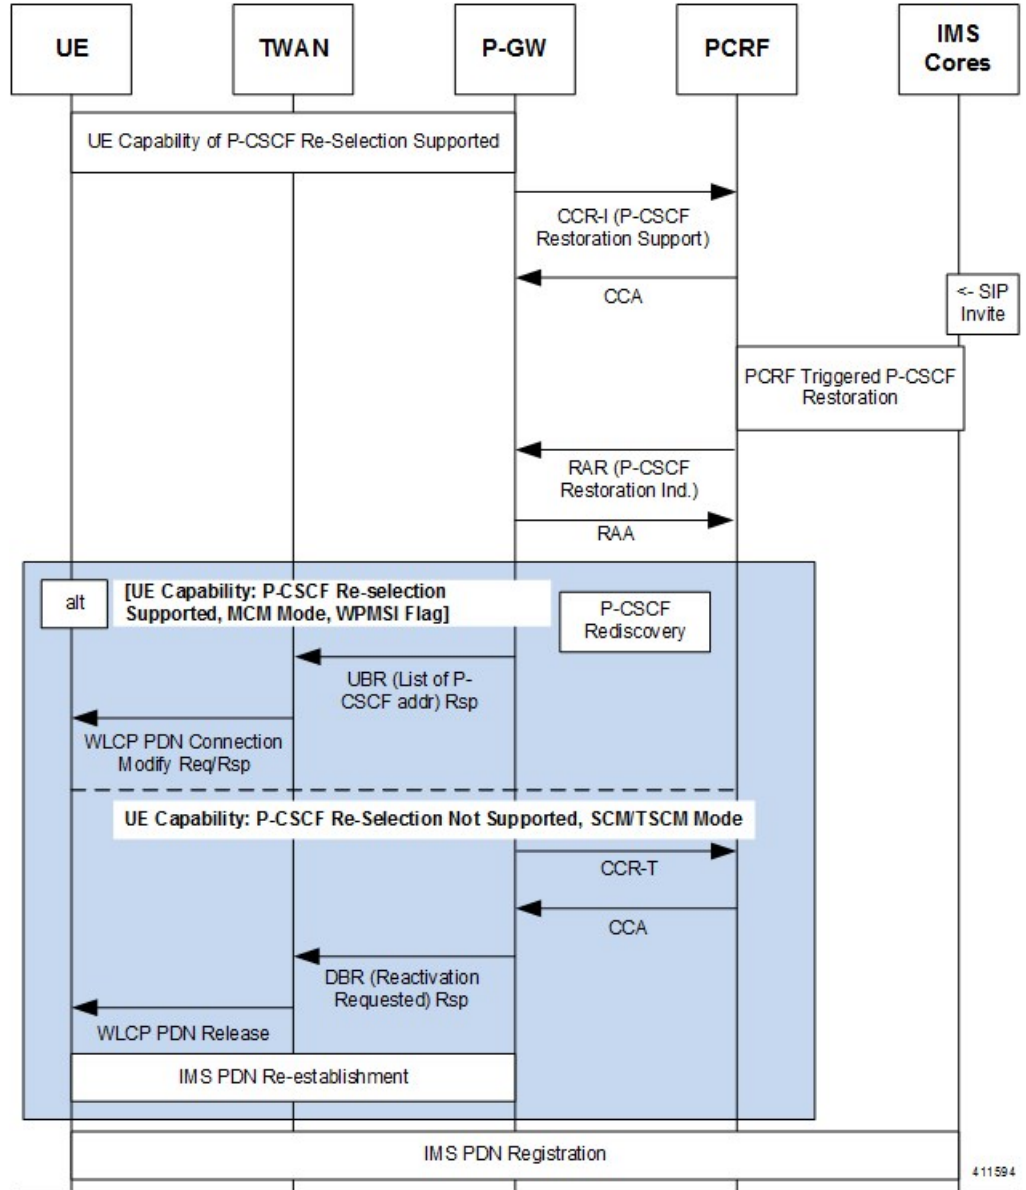 UE
TWAN
P-GW
PCRF
IMS
Cores
UE Capability of P-CSCF Re-Selection Supported
CCR-I (P-CSCF
Restoration Support)
CCA
<- SIP
Invite
PCRF Triggered P-CSCF
Restoration
RAR (P-CSCF
Restoration Ind.)
RAA
alt
[UE Capability: P-CSCF Re-selection
Supported, MCM Mode, WPMSI Flag]
P-CSCF
Rediscovery
UBR (List of P-
CSCF addr) Rsp
WLCP PDN Connection
Modify Req/Rsp
UE Capability: P-CSCF Re-Selection Not Supported, SCM/TSCM Mode
CCR-T
CCA
DBR (Reactivation
Requested) Rsp
WLCP PDN Release
IMS PDN Re-establishment
IMS PDN Registration
411594